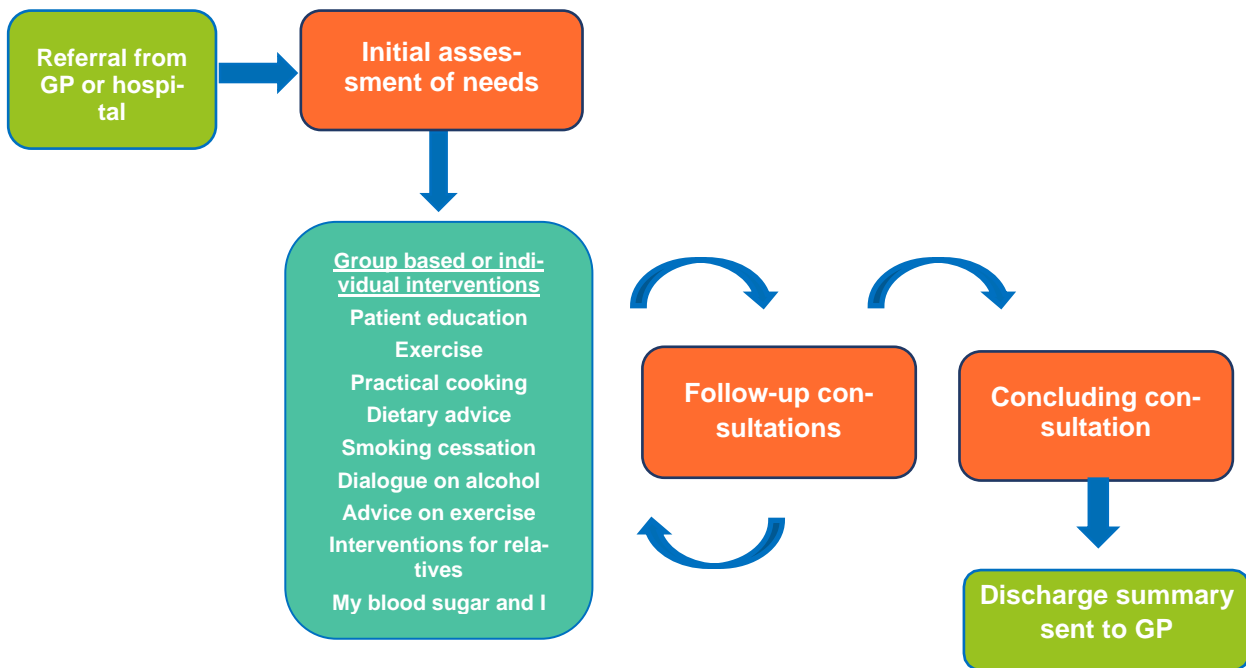 Referral from
GP or hospi-
tal
Initial asses-
sment of needs
Group based or indi-
vidual interventions
Patient education
Exercise
Practical cooking
Dietary advice
Smoking cessation
Dialogue on alcohol
Advice on exercise
Interventions for rela-
tives
My blood sugar and I
Follow-up con-
sultations
Concluding con-
sultation
Discharge summary
sent to GP